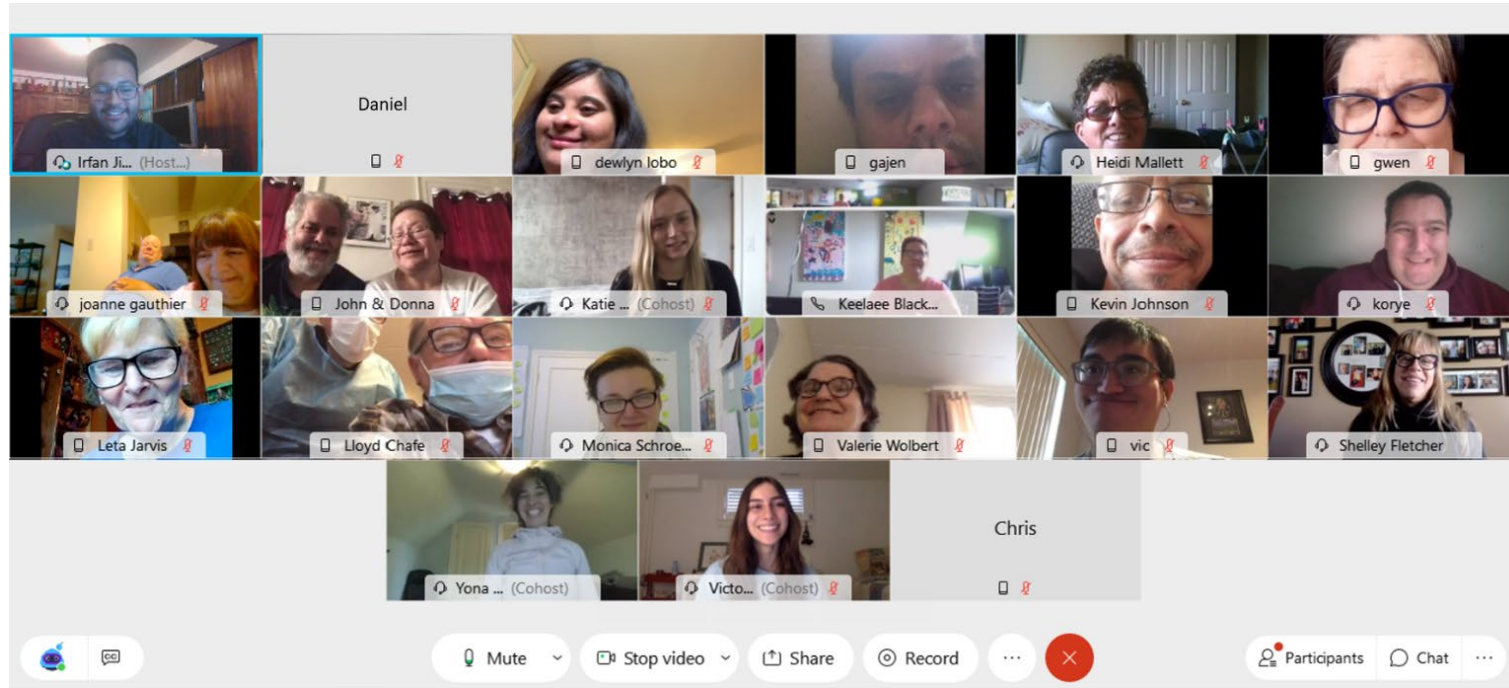 Irfan Ji... (Host...)
Daniel
dewlyn lobo
gajen
Heidi Mallett
gwen
joanne gauthier
John & Donna
Katie ... (Cohost)
Keelaee Black...
Kevin Johnson
korye
Leta Jarvis
Lloyd Chafe
Monica Schroe...
Valerie Wolbert
vic
Shelley Fletcher
Yona ... (Cohost)
Victo... (Cohost)
Chris
CC
Mute
Stop video
Share
Record
...
Participants
Chat
...